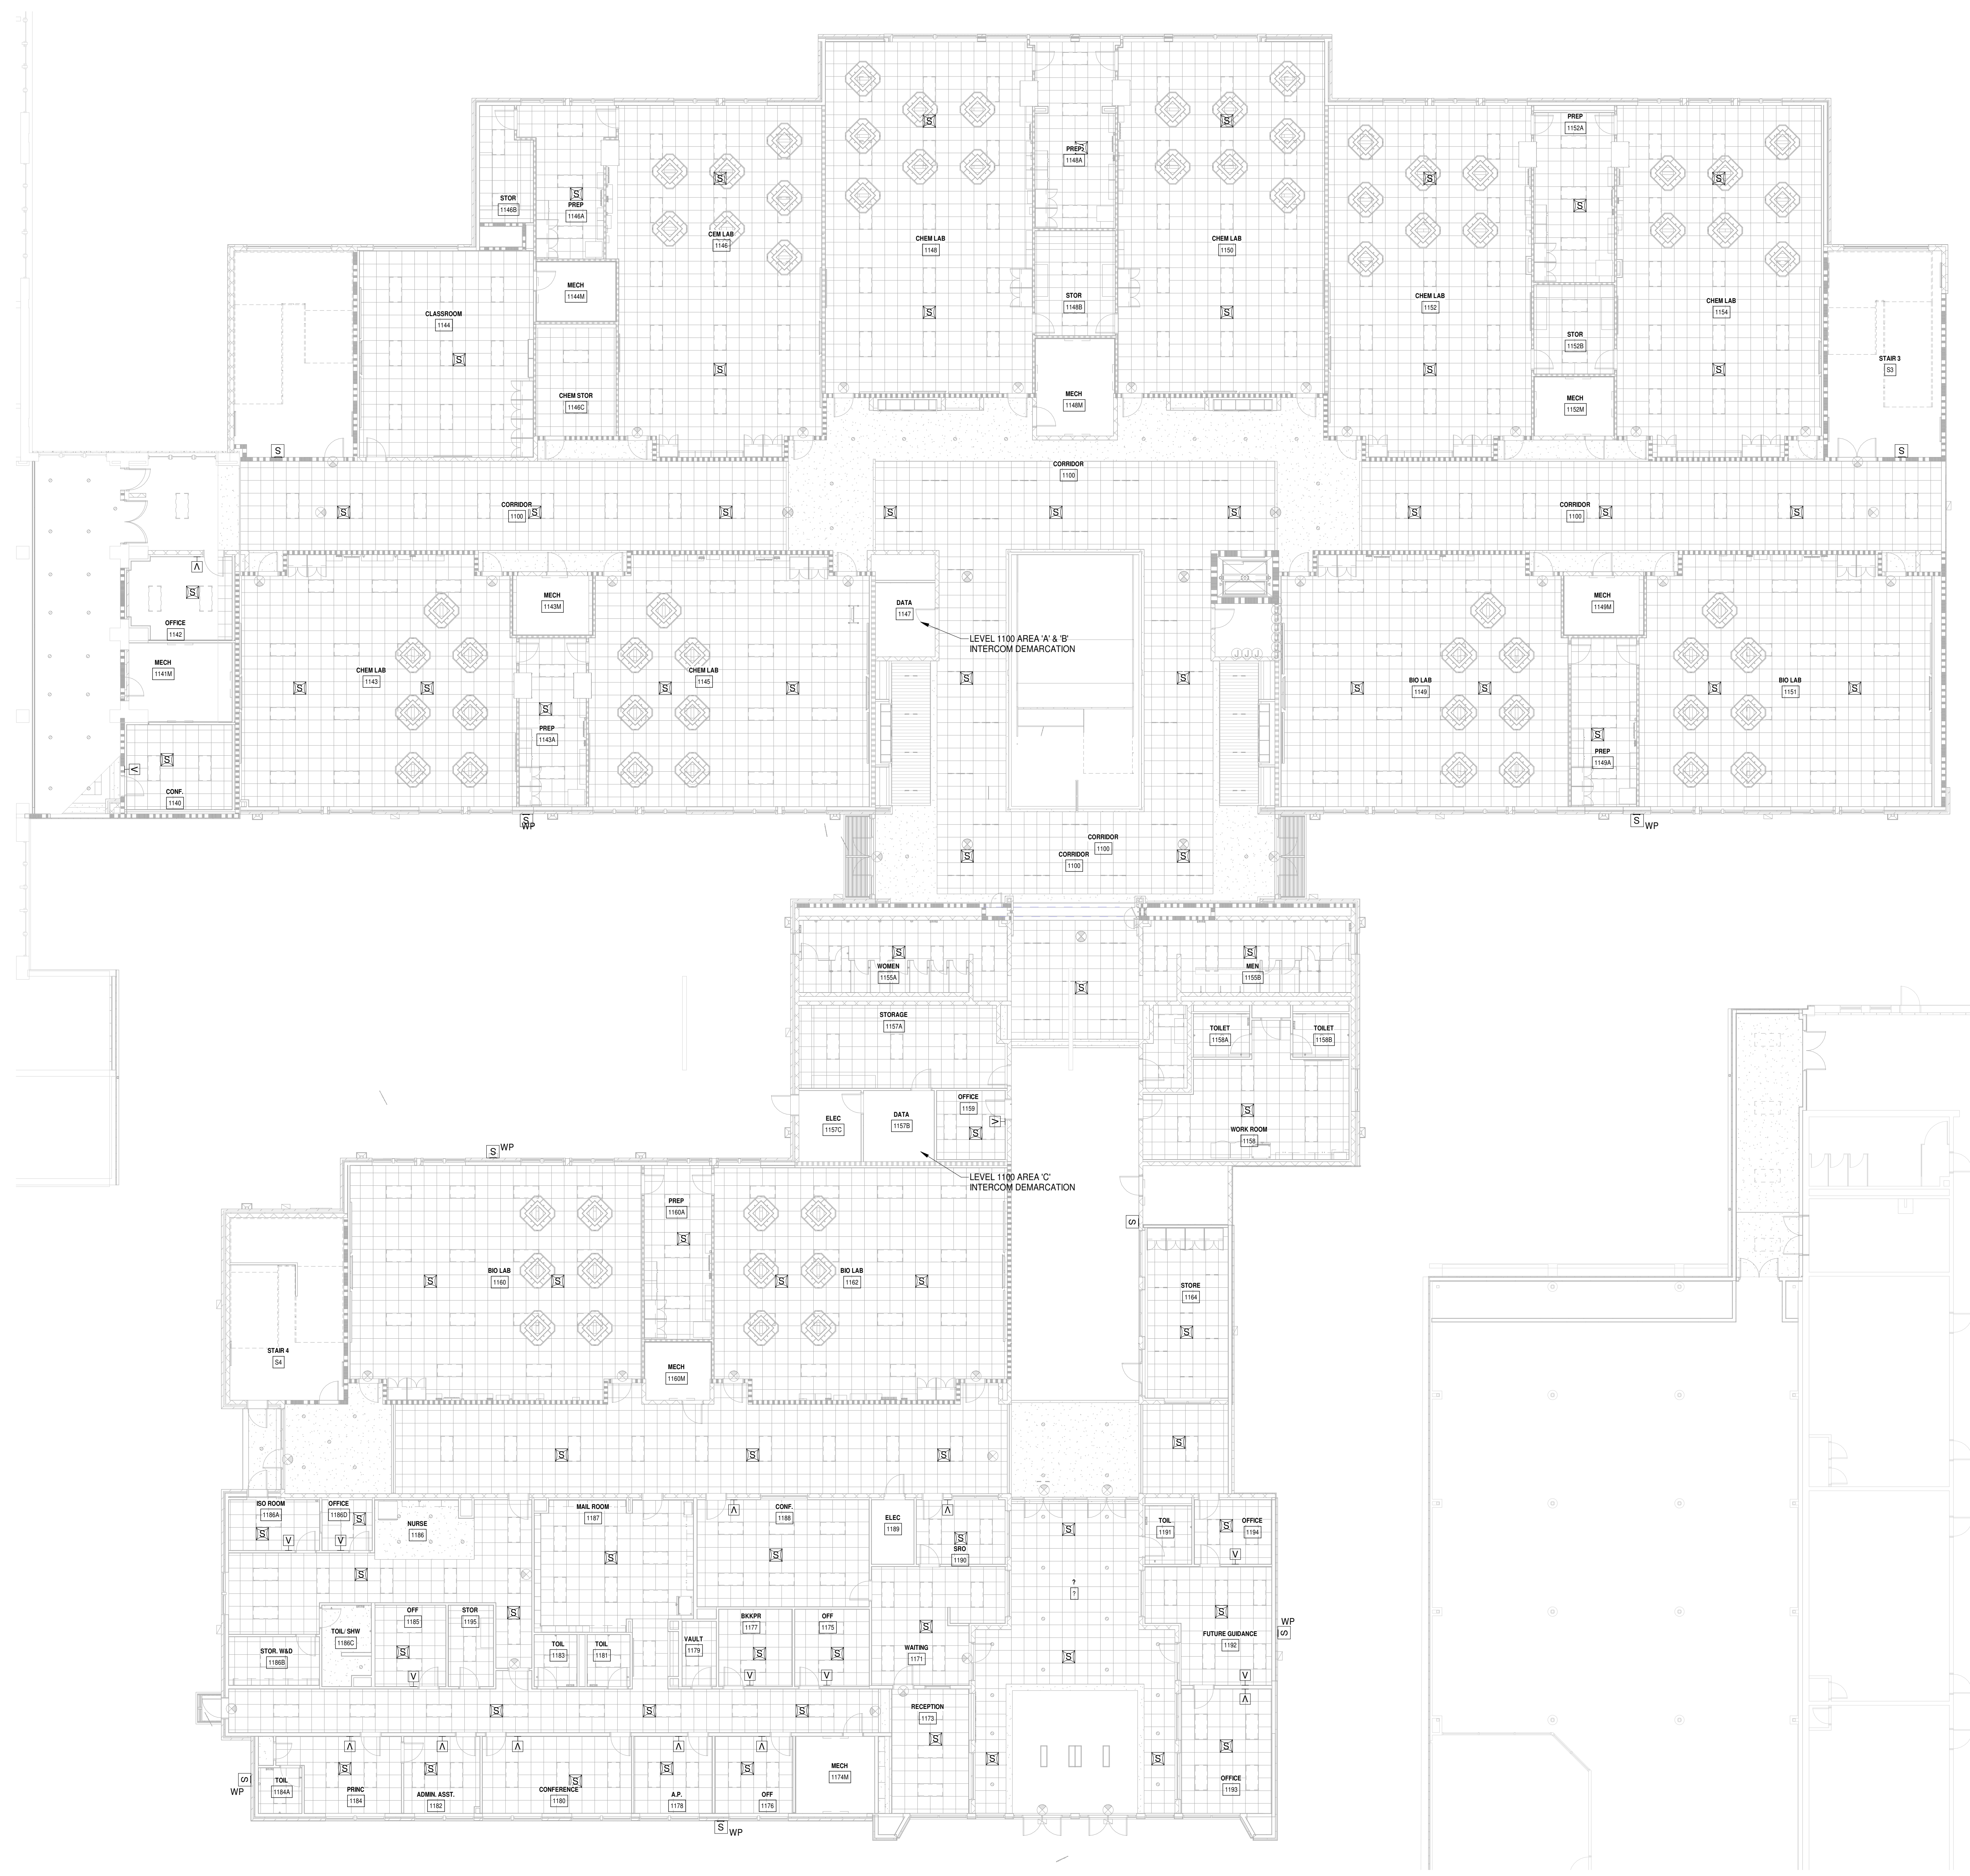 PREP
1152A
PREP
1148A
STOR
1146B
PREP
1146A
CEM LAB
1146
CHEM LAB
1148
CHEM LAB
1150
MECH
1144M
CHEM LAB
1152
CHEM LAB
1154
STOR
1148B
CLASSROOM
1144
STOR
1152B
STAIR 3
S3
CHEM STOR
1146C
MECH
1148M
MECH
1152M
CORRIDOR
1100
CORRIDOR
1100
CORRIDOR
1100
OFFICE
1142
MECH
1143M
DATA
1147
MECH
1149M
LEVEL 1100 AREA 'A' & 'B'
INTERCOM DEMARCATION
MECH
1141M
CHEM LAB
1143
CHEM LAB
1145
BIO LAB
1149
BIO LAB
1151
PREP
1143A
PREP
1149A
CONF.
1140
WP
WP
CORRIDOR
1100
CORRIDOR
1100
WOMEN
1155A
MEN
1155B
STORAGE
1157A
TOILET
1158A
TOILET
1158B
ELEC
1157C
DATA
1157B
OFFICE
1159
WORK ROOM
1158
WP
LEVEL 1100 AREA 'C'
INTERCOM DEMARCATION
PREP
1160A
BIO LAB
1160
BIO LAB
1162
STORE
1164
STAIR 4
S4
MECH
1160M
ISO ROOM
1186A
OFFICE
1186D
NURSE
1186
MAIL ROOM
1187
CONF.
1188
ELEC
1189
SRO
1190
TOIL
1191
OFFICE
1194
?
?
OFF
1185
STOR
1195
BKKPR
1177
OFF
1175
WP
TOIL/ SHW
1186C
STOR. W&D
1186B
TOIL
1183
TOIL
1181
VAULT
1179
WAITING
1171
FUTURE GUIDANCE
1192
RECEPTION
1173
TOIL
1184A
PRINC
1184
ADMIN. ASST.
1182
CONFERENCE
1180
A.P.
1178
OFF
1176
MECH
1174M
OFFICE
1193
WP
WP